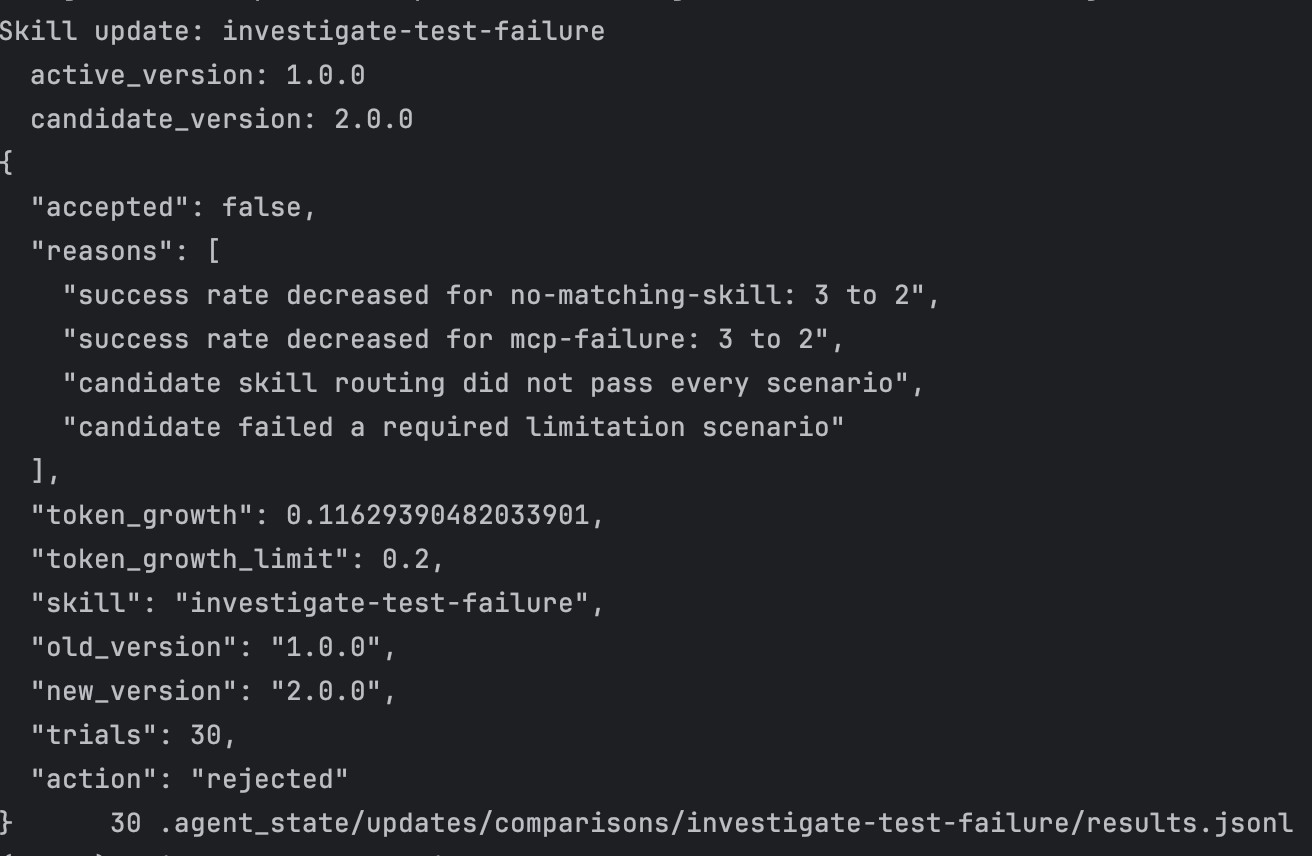 Skill update: investigate-test-failure
  active_version: 1.0.0
  candidate_version: 2.0.0
{
  "accepted": false,
  "reasons": [
    "success rate decreased for no-matching-skill: 3 to 2",
    "success rate decreased for mcp-failure: 3 to 2",
    "candidate skill routing did not pass every scenario",
    "candidate failed a required limitation scenario"
  ],
  "token_growth": 0.11629390482033901,
  "token_growth_limit": 0.2,
  "skill": "investigate-test-failure",
  "old_version": "1.0.0",
  "new_version": "2.0.0",
  "trials": 30,
  "action": "rejected"
}      30 .agent_state/updates/comparisons/investigate-test-failure/results.jsonl